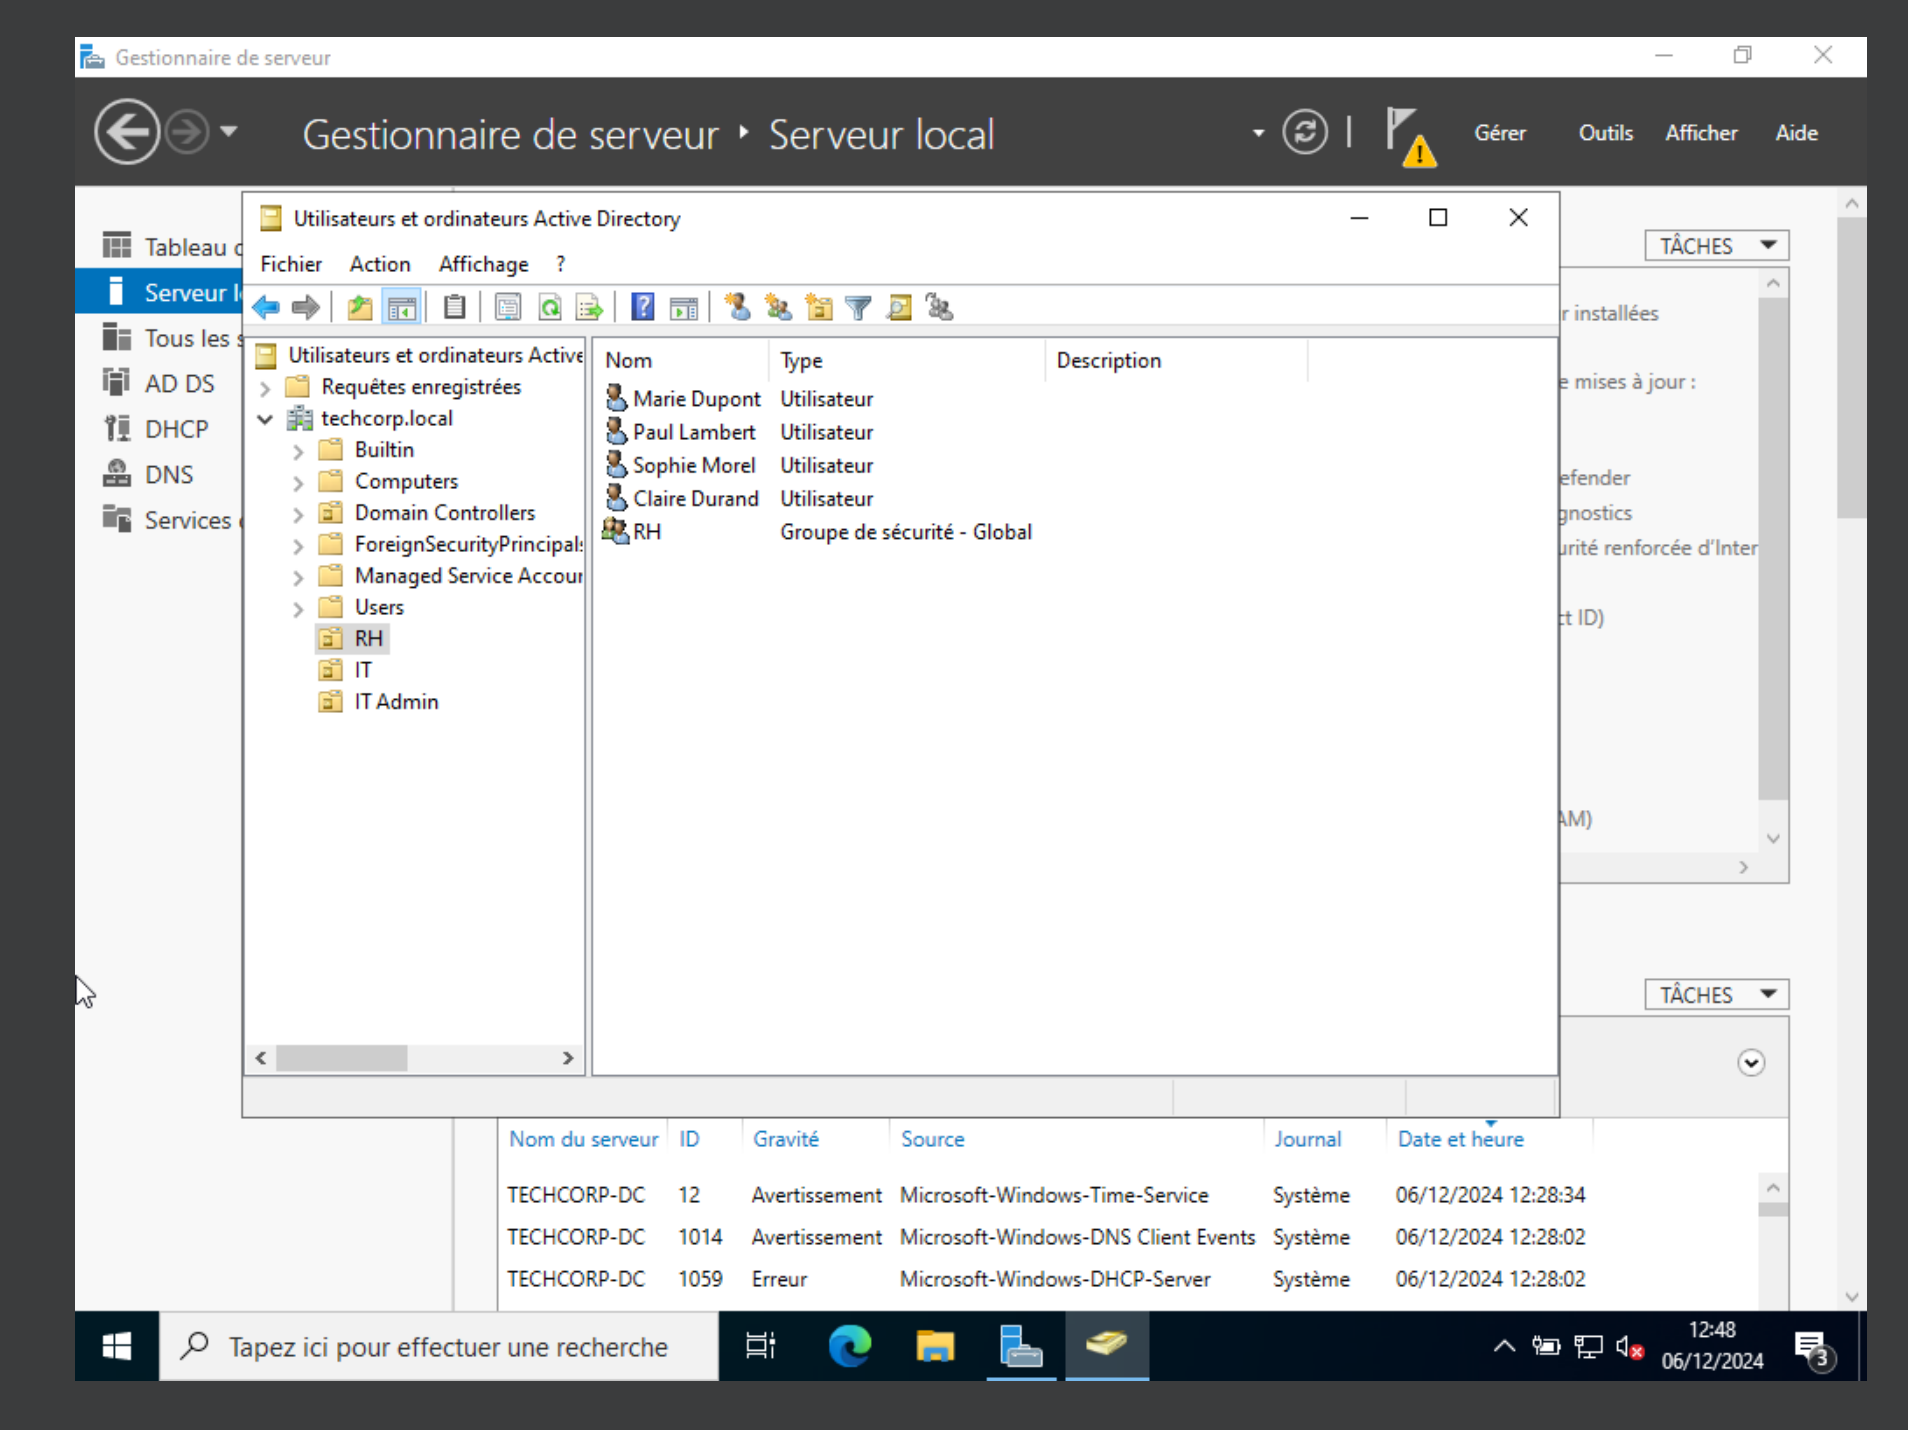 Gestionnaire de serveur
Gestionnaire de serveur ‣ Serveur local
Gérer Outils Afficher Aide
Utilisateurs et ordinateurs Active Directory
Fichier Action Affichage ?
Tableau
Serveur
Tous les
AD DS
DHCP
DNS
Services
TÂCHES
Utilisateurs et ordinateurs Active
Requêtes enregistrées
techcorp.local
Builtin
Computers
Domain Controllers
ForeignSecurityPrincipals
Managed Service Accour
Users
RH
IT
IT Admin
Nom Type Description
Marie Dupont Utilisateur
Paul Lambert Utilisateur
Sophie Morel Utilisateur
Claire Durand Utilisateur
RH Groupe de sécurité - Global
r installées
e mises à jour :
efender
gnostics
urité renforcée d'Inter
ct ID)
AM)
TÂCHES
Nom du serveur ID Gravité Source Journal Date et heure
TECHCORP-DC 12 Avertissement Microsoft-Windows-Time-Service Système 06/12/2024 12:28:34
TECHCORP-DC 1014 Avertissement Microsoft-Windows-DNS Client Events Système 06/12/2024 12:28:02
TECHCORP-DC 1059 Erreur Microsoft-Windows-DHCP-Server Système 06/12/2024 12:28:02
Tapez ici pour effectuer une recherche
12:48
06/12/2024
3